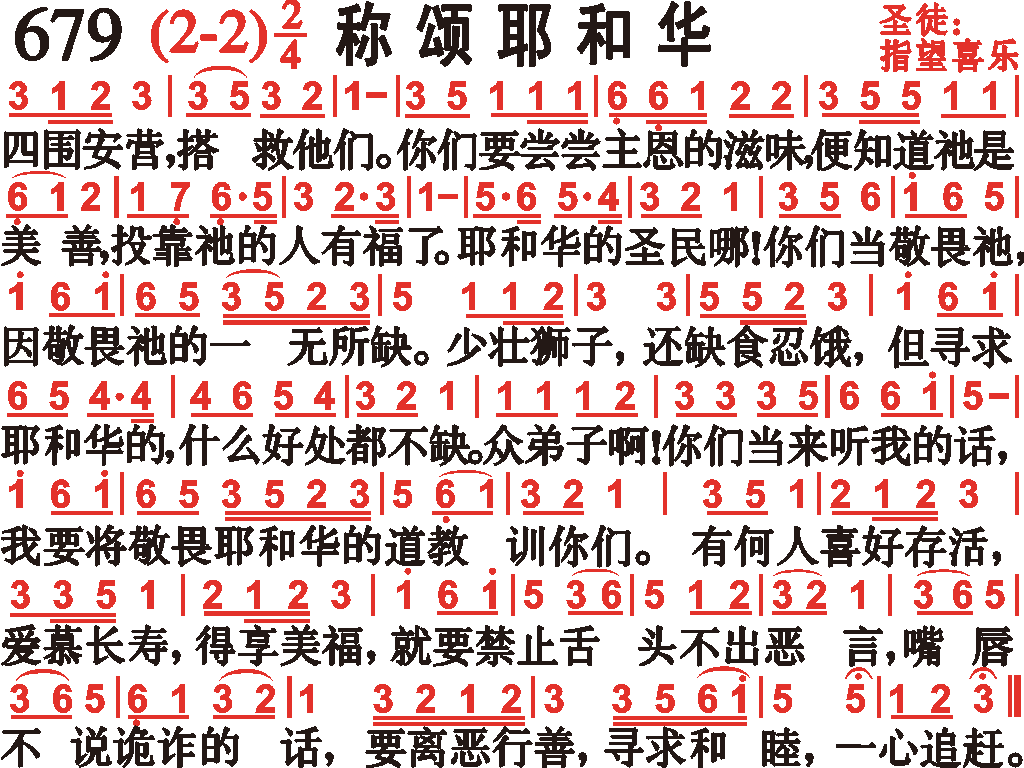 679 (2-2) 2/4 称颂耶和华 圣徒:
指望喜乐
3 1 2 3 | 3 5 3 2 | 1 - | 3 5 1 1 1 | 6 6 1 2 2 | 3 5 5 1 1 |
四围安营,搭 救他们。你们要尝尝主恩的滋味,便知道祂是
6 1 2 | 1 7 6·5 | 3 2·3 | 1 - | 5·6 5·4 | 3 2 1 | 3 5 6 | 1 6 5 |
美 善,投靠祂的人有福了。耶和华的圣民哪!你们当敬畏祂,
1 6 1 | 6 5 3 5 2 3 | 5 1 1 2 | 3 3 | 5 5 2 3 | 1 6 1 |
因敬畏祂的一 无所缺。少壮狮子, 还缺食忍饿, 但寻求
6 5 4·4 | 4 6 5 4 | 3 2 1 | 1 1 1 2 | 3 3 3 5 | 6 6 1 | 5 - |
耶和华的,什么好处都不缺。众弟子啊!你们当来听我的话,
1 6 1 | 6 5 3 5 2 3 | 5 6 1 | 3 2 1 | 3 5 1 | 2 1 2 3 |
我要将敬畏耶和华的道教 训你们。 有何人喜好存活,
3 3 5 1 | 2 1 2 3 | 1 6 1 | 5 3 6 | 5 1 2 | 3 2 1 | 3 6 5 |
爱慕长寿, 得享美福, 就要禁止舌 头不出恶 言,嘴 唇
3 6 5 | 6 1 3 2 | 1 3 2 1 2 | 3 3 5 6 1 | 5 5 | 1 2 3 ‖
不 说诡诈的 话, 要离恶行善, 寻求和 睦, 一心追赶。